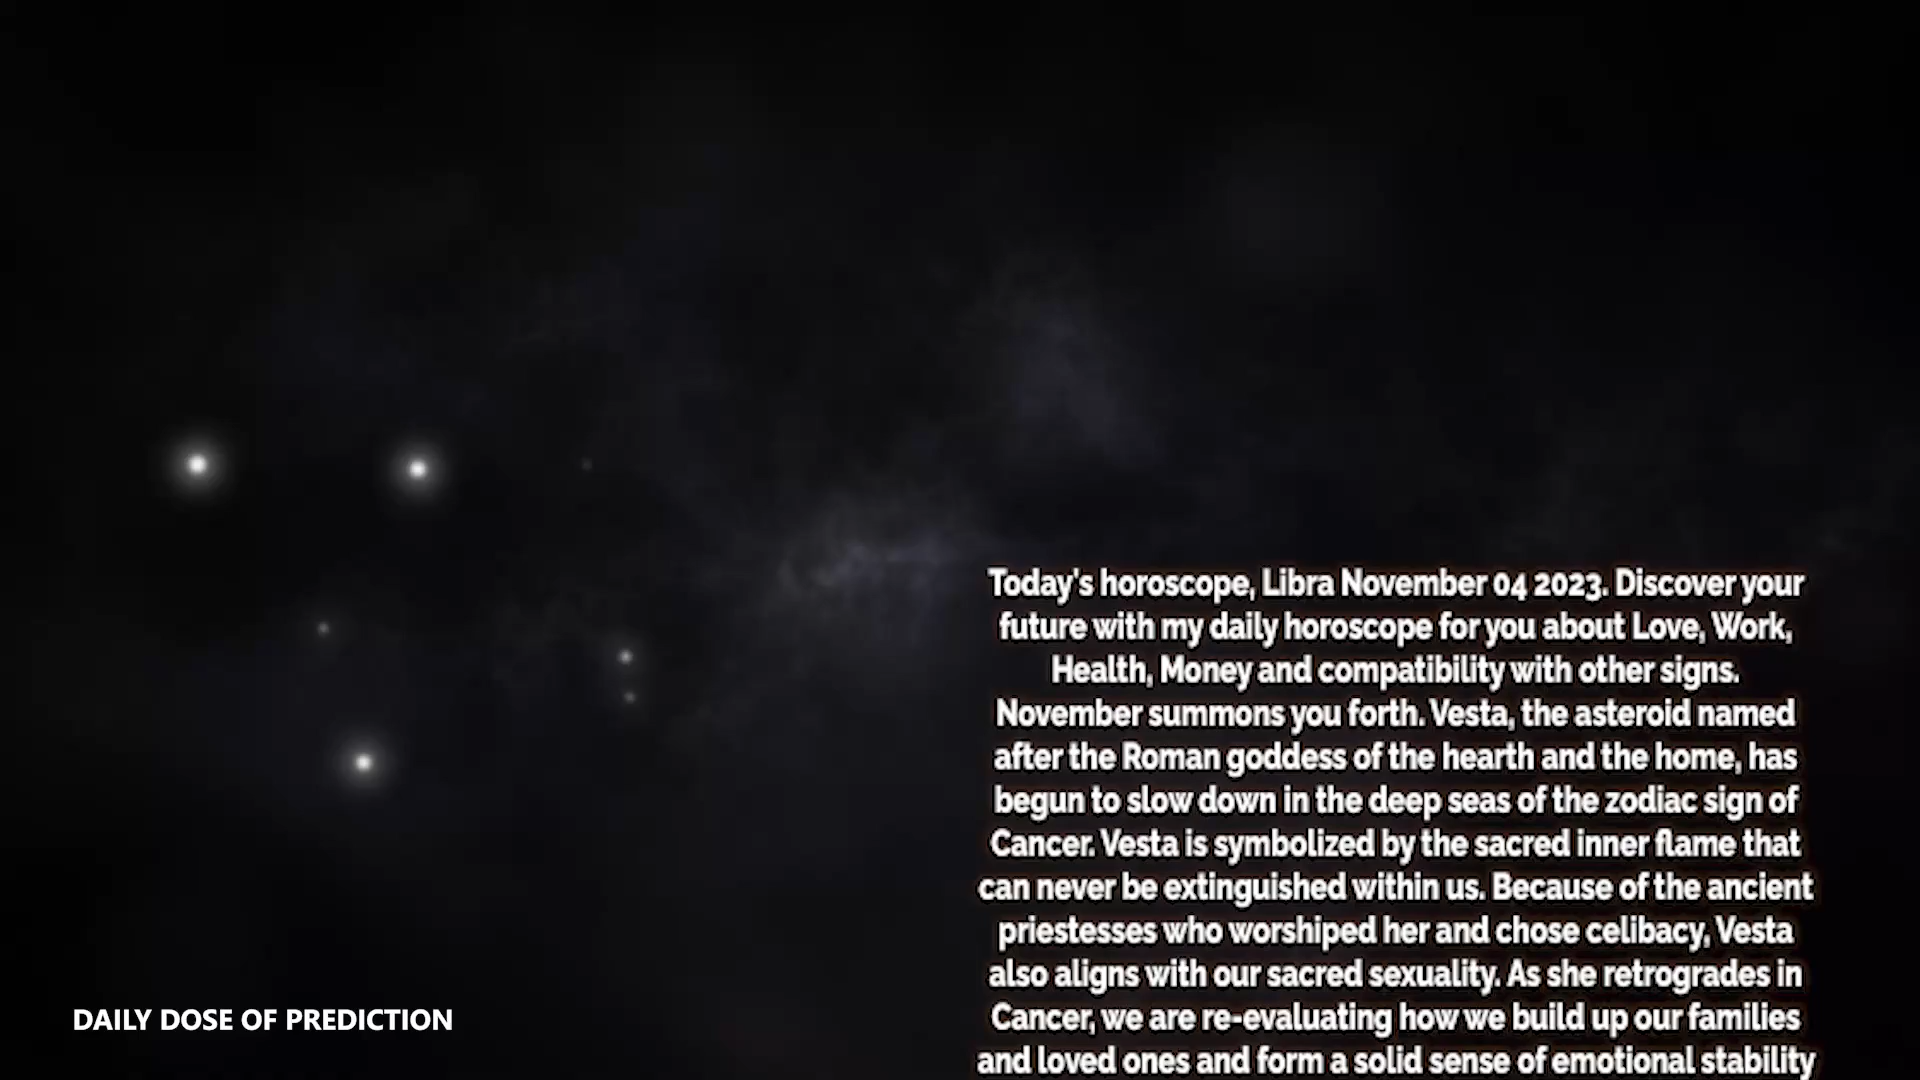 Today's horoscope, Libra November 04 2023. Discover your
future with my daily horoscope for you about Love, Work,
Health, Money and compatibility with other signs.
November summons you forth. Vesta, the asteroid named
after the Roman goddess of the hearth and the home, has
begun to slow down in the deep seas of the zodiac sign of
Cancer. Vesta is symbolized by the sacred inner flame that
can never be extinguished within us. Because of the ancient
priestesses who worshiped her and chose celibacy, Vesta
also aligns with our sacred sexuality. As she retrogrades in
Cancer, we are re-evaluating how we build up our families
and loved ones and form a solid sense of emotional stability
DAILY DOSE OF PREDICTION